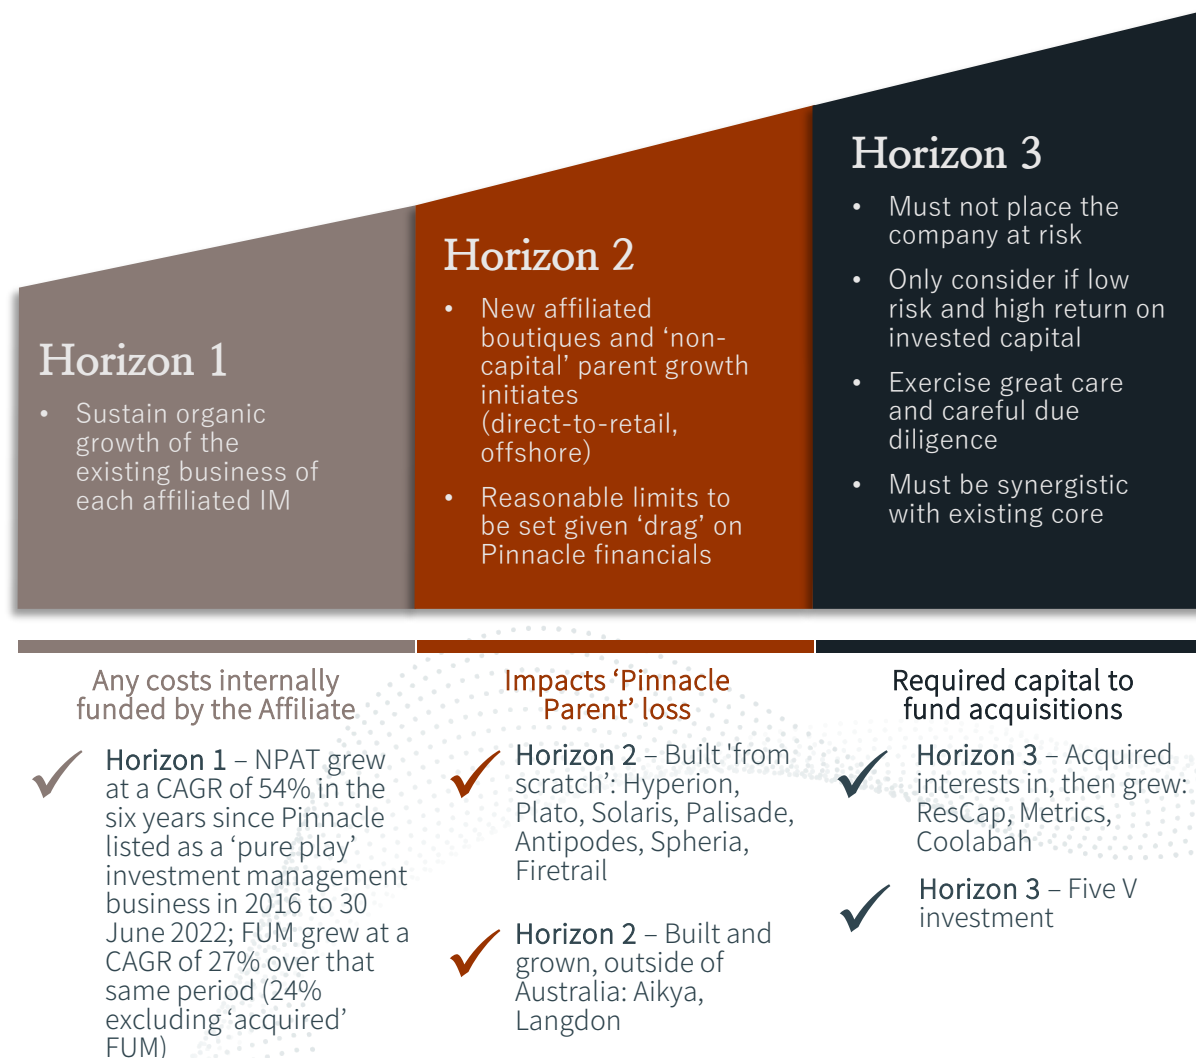 Horizon 1
• Sustain organic
growth of the
existing business of
each affiliated IM
Horizon 2
• New affiliated
boutiques and ‘non-
capital’ parent growth
initiates
(direct-to-retail,
offshore)
• Reasonable limits to
be set given ‘drag’ on
Pinnacle financials
Horizon 3
• Must not place the
company at risk
• Only consider if low
risk and high return on
invested capital
• Exercise great care
and careful due
diligence
• Must be synergistic
with existing core
Any costs internally
funded by the Affiliate
✓ Horizon 1 – NPAT grew
at a CAGR of 54% in the
six years since Pinnacle
listed as a ‘pure play’
investment management
business in 2016 to 30
June 2022; FUM grew at a
CAGR of 27% over that
same period (24%
excluding ‘acquired’
FUM)
Impacts ‘Pinnacle
Parent’ loss
✓ Horizon 2 – Built 'from
scratch’: Hyperion,
Plato, Solaris, Palisade,
Antipodes, Spheria,
Firetrail
✓ Horizon 2 – Built and
grown, outside of
Australia: Aikya,
Langdon
Required capital to
fund acquisitions
✓ Horizon 3 – Acquired
interests in, then grew:
ResCap, Metrics,
Coolabah
✓ Horizon 3 – Five V
investment